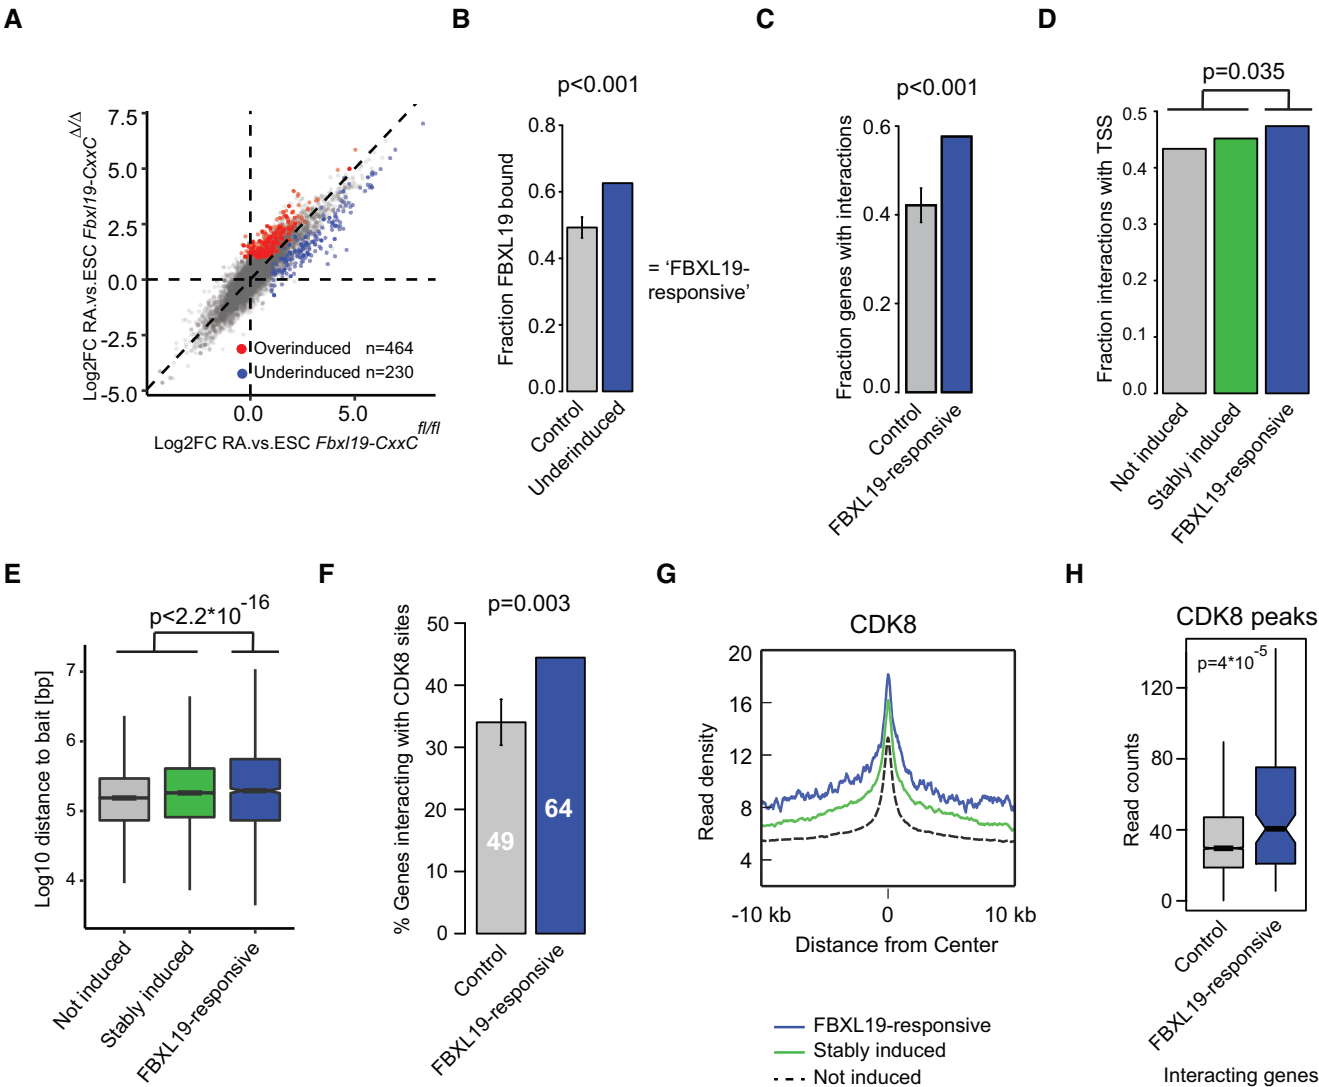 A
Log2FC RA.vs.ESC Fbxl19-CxxC Δ/Δ
7.5
5.0
2.5
0.0
-2.5
-5.0
Overinduced n=464
Underinduced n=230
0.0
5.0
Log2FC RA.vs.ESC Fbxl19-CxxC fl/fl
B
p<0.001
Fraction FBXL19 bound
0.8
0.6
0.4
0.2
0.0
Control
Underinduced
= ‘FBXL19-
responsive’
C
p<0.001
Fraction genes with interactions
0.6
0.4
0.2
0.0
Control
FBXL19-responsive
D
p=0.035
Fraction interactions with TSS
0.5
0.4
0.3
0.2
0.1
0.0
Not induced
Stably induced
FBXL19-responsive
E
p<2.2*10-16
Log10 distance to bait [bp]
7
6
5
4
Not induced
Stably induced
FBXL19-responsive
F
p=0.003
% Genes interacting with CDK8 sites
50
40
30
20
10
0
49
64
Control
FBXL19-responsive
G
CDK8
Read density
20
16
12
8
4
-10 kb
0
10 kb
Distance from Center
FBXL19-responsive
Stably induced
Not induced
H
CDK8 peaks
p=4*10-5
Read counts
120
80
40
0
Control
FBXL19-responsive
Interacting genes